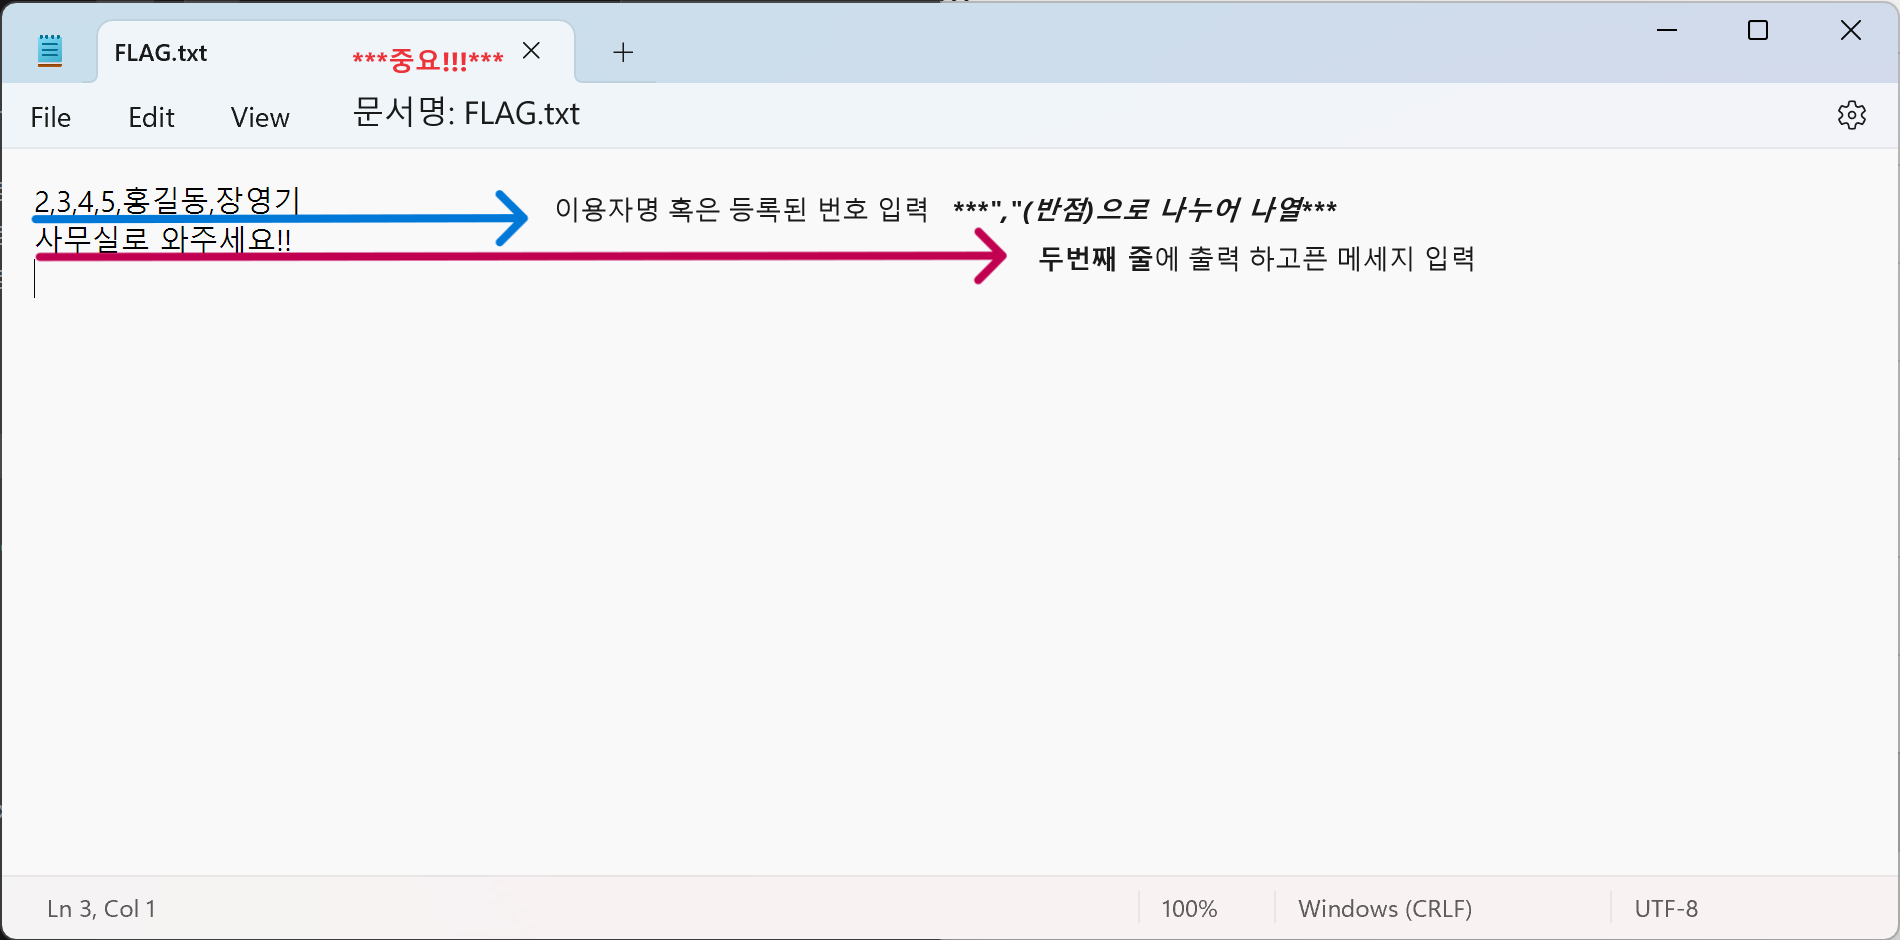 FLAG.txt
***중요!!!***
File Edit View
문서명: FLAG.txt
2,3,4,5,홍길동,장영기
이용자명 혹은 등록된 번호 입력 ***","(반점)으로 나누어 나열***
사무실로 와주세요!!
두번째 줄에 출력 하고픈 메세지 입력
Ln 3, Col 1
100%
Windows (CRLF)
UTF-8